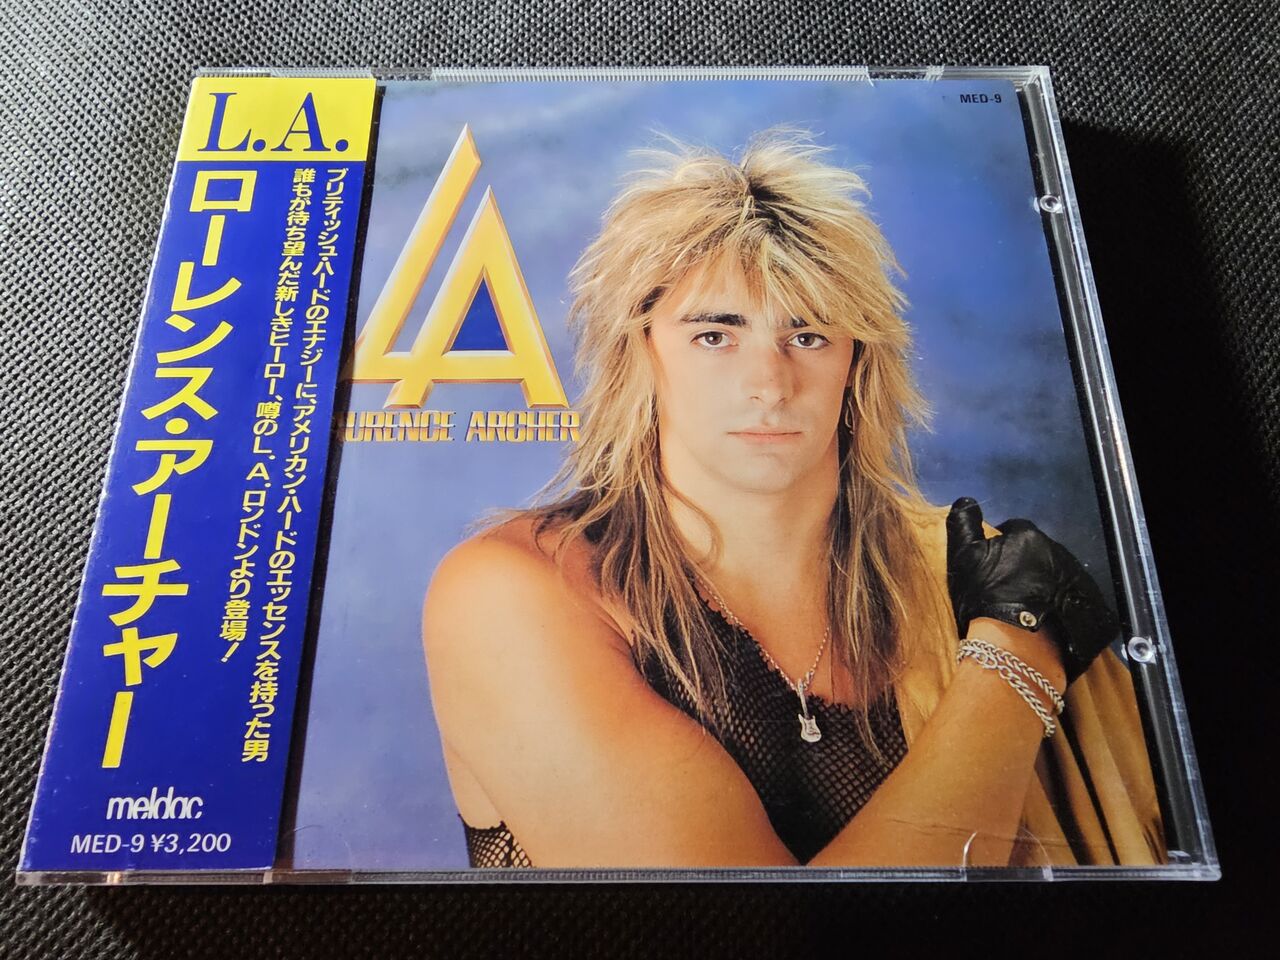 L.A.
ローレンス・アーチャー
ブリティッシュ・ハードのエナジーに、アメリカン・ハードのエッセンスを持った男
誰もが待ち望んだ新しきヒーロー、噂のL.A.ロンドンより登場!
meldac
MED-9 ¥3,200
MED-9
LA
URENCE ARCHER